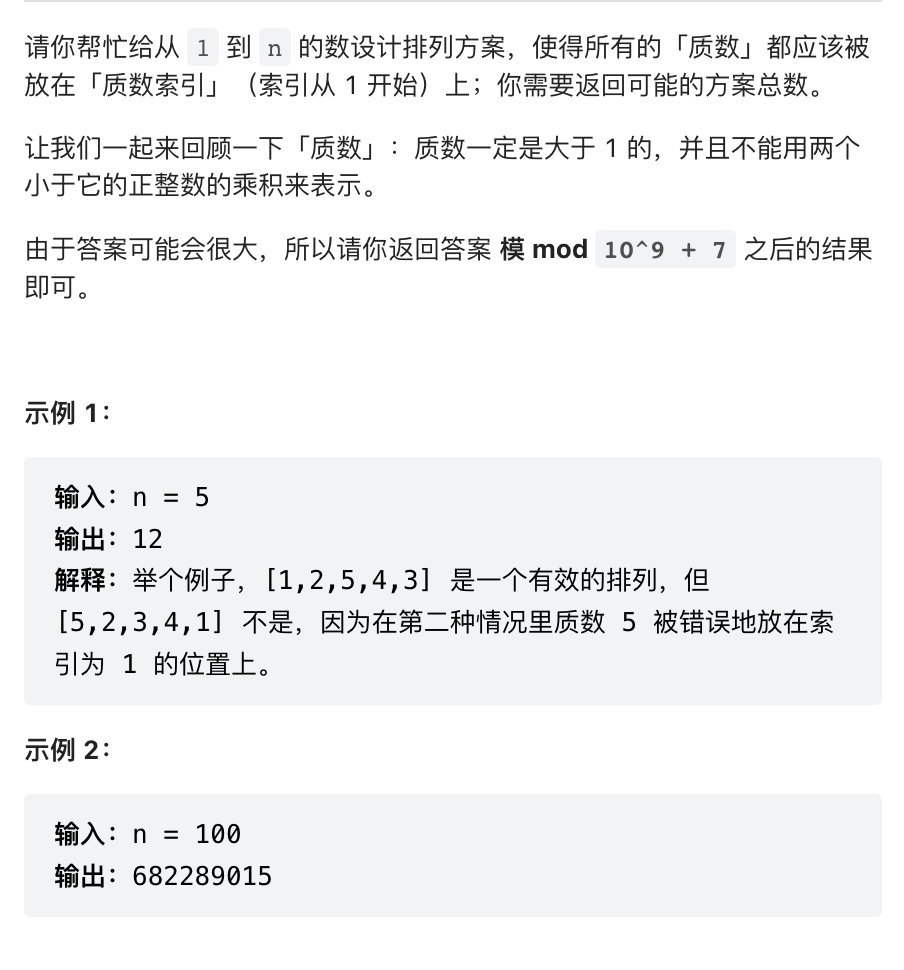 请你帮忙给从 1 到 n 的数设计排列方案，使得所有的「质数」都应该被
放在「质数索引」（索引从 1 开始）上；你需要返回可能的方案总数。
让我们一起来回顾一下「质数」：质数一定是大于 1 的，并且不能用两个
小于它的正整数的乘积来表示。
由于答案可能会很大，所以请你返回答案 模 mod 10^9 + 7 之后的结果
即可。
示例 1：
输入：n = 5
输出：12
解释：举个例子，[1,2,5,4,3] 是一个有效的排列，但
[5,2,3,4,1] 不是，因为在第二种情况里质数 5 被错误地放在索
引为 1 的位置上。
示例 2：
输入：n = 100
输出：682289015